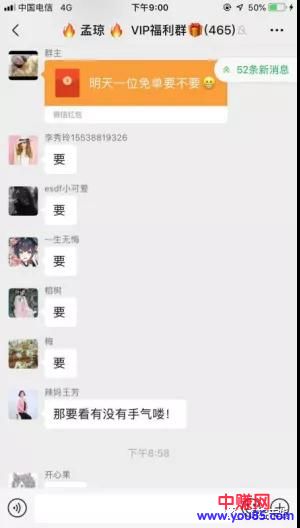 中国电信 4G 下午9:00 50%
🔥 孟琼 🔥 VIP福利群🎁(465)
群主
明天一位免单要不要😁
微信红包
52条新消息
李秀玲15538819326
要
esdf小可爱
要
一生无悔
要
榕树
要
梅
要
辣妈王芳
那要看有没有手气喽!
下午8:58
开心果
中赚网
www.you85.com